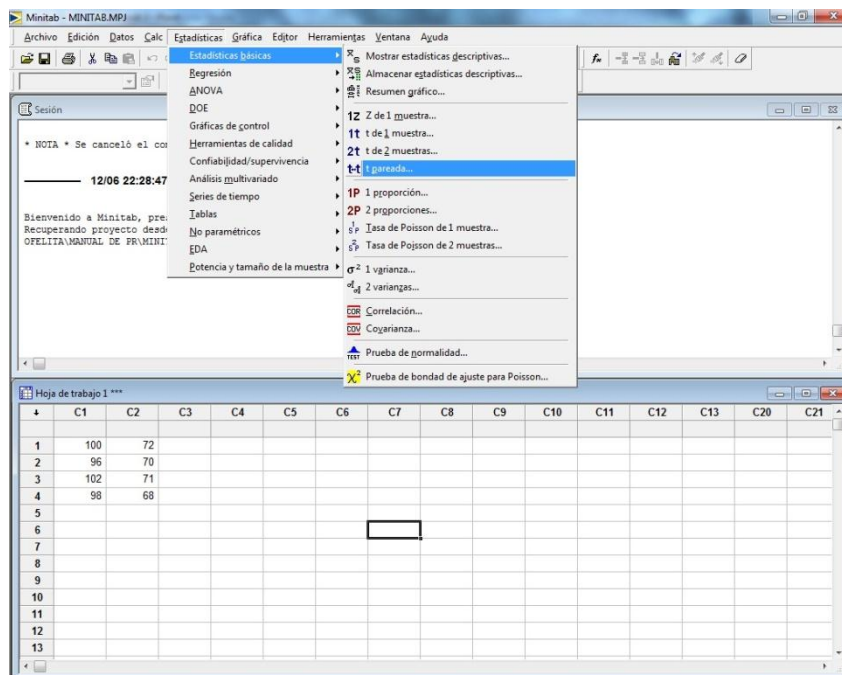 Minitab - MINITAB.MPJ
Archivo Edición Datos Calc Estadísticas Gráfica Editor Herramientas Ventana Ayuda
Estadísticas básicas
Regresión
ANOVA
DOE
Gráficas de control
Herramientas de calidad
Confiabilidad/supervivencia
Análisis multivariado
Series de tiempo
Tablas
No paramétricos
EDA
Potencia y tamaño de la muestra
Mostrar estadísticas descriptivas...
Almacenar estadísticas descriptivas...
Resumen gráfico...
1Z Z de 1 muestra...
1t t de 1 muestra...
2t t de 2 muestras...
t-t t pareada...
1P 1 proporción...
2P 2 proporciones...
Tasa de Poisson de 1 muestra...
Tasa de Poisson de 2 muestras...
σ² 1 varianza...
2 varianzas...
COR Correlación...
COV Covarianza...
TEST Prueba de normalidad...
χ² Prueba de bondad de ajuste para Poisson...
Sesión
* NOTA * Se canceló el
12/06 22:28:47
Bienvenido a Minitab,
Recuperando proyecto
OFELITA\MANUAL DE PR\
Hoja de trabajo 1 ***
C1 C2 C3 C4 C5 C6 C7 C8 C9 C10 C11 C12 C13 C20 C21
1 100 72
2 96 70
3 102 71
4 98 68
5
6
7
8
9
10
11
12
13